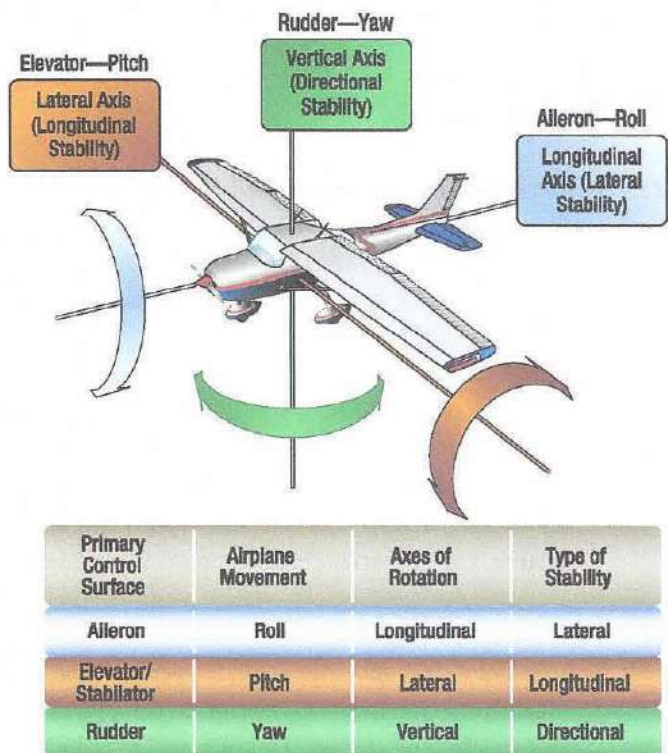 Rudder—Yaw
Vertical Axis
(Directional
Stability)
Elevator—Pitch
Lateral Axis
(Longitudinal
Stability)
Aileron—Roll
Longitudinal
Axis (Lateral
Stability)
Primary
Control
Surface
Airplane
Movement
Axes of
Rotation
Type of
Stability
Aileron Roll Longitudinal Lateral
Elevator/
Stabilator
Pitch Lateral Longitudinal
Rudder Yaw Vertical Directional